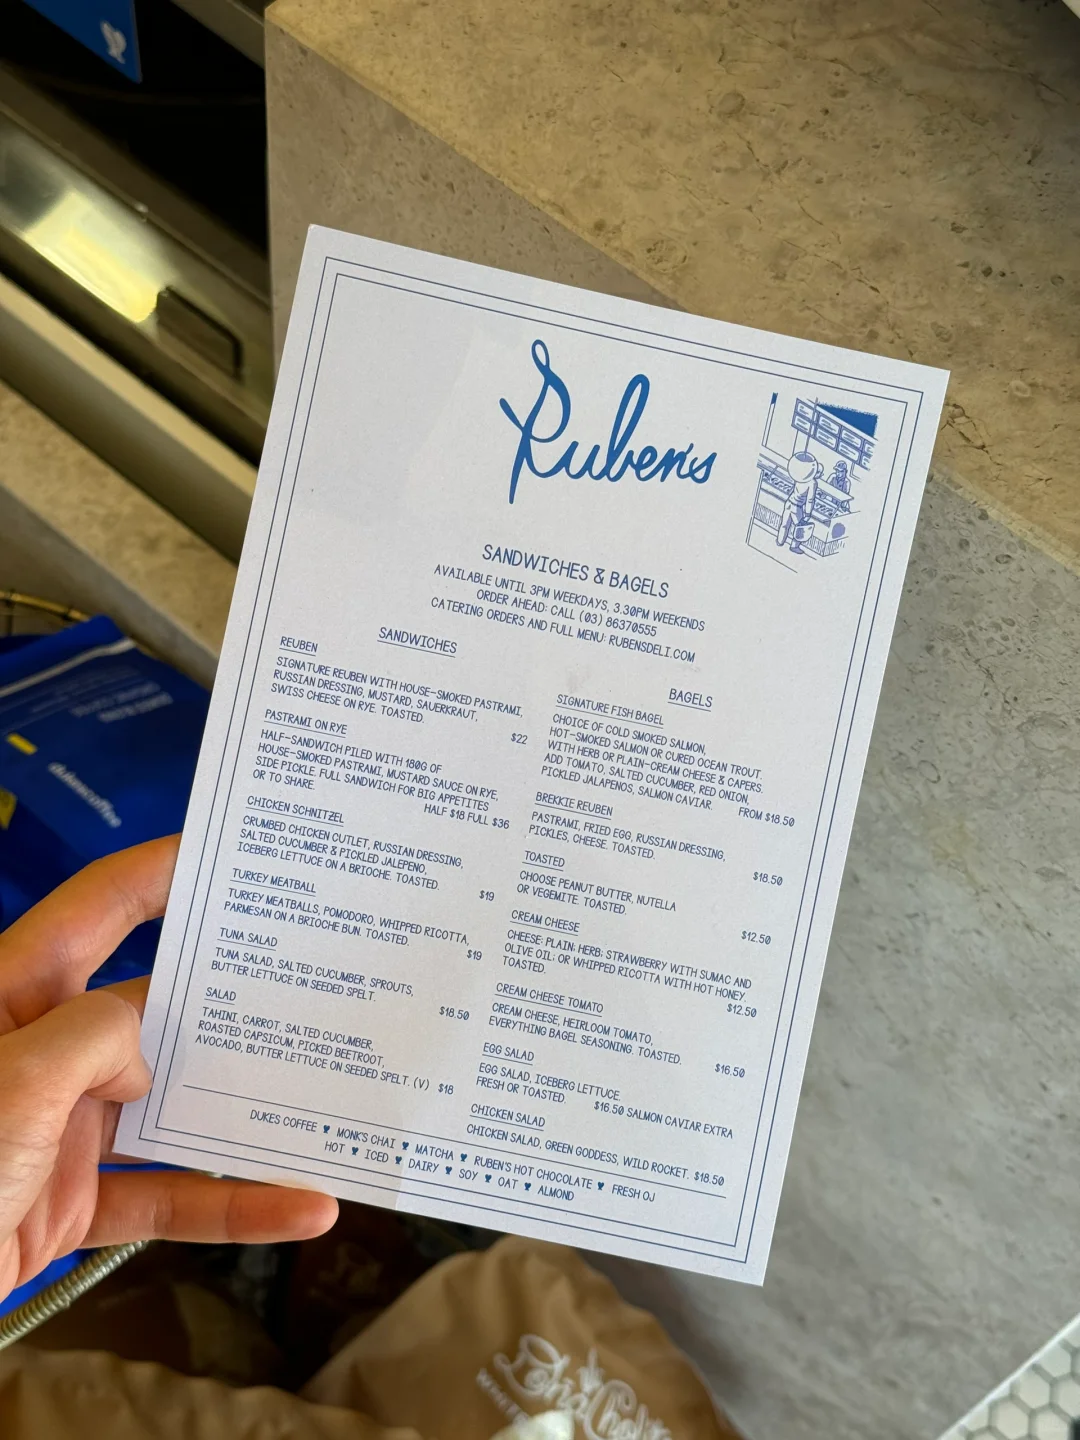 Ruben's
SANDWICHES & BAGELS
AVAILABLE UNTIL 3PM WEEKDAYS, 3.30PM WEEKENDS
ORDER AHEAD: CALL (03) 86370555
CATERING ORDERS AND FULL MENU: RUBENSDELI.COM
SANDWICHES
REUBEN
SIGNATURE REUBEN WITH HOUSE-SMOKED PASTRAMI,
RUSSIAN DRESSING, MUSTARD, SAUERKRAUT,
SWISS CHEESE ON RYE. TOASTED.
$22
PASTRAMI ON RYE
HALF-SANDWICH PILED WITH 180G OF
HOUSE-SMOKED PASTRAMI, MUSTARD SAUCE ON RYE,
SIDE PICKLE. FULL SANDWICH FOR BIG APPETITES
OR TO SHARE.
HALF $18 FULL $36
CHICKEN SCHNITZEL
CRUMBED CHICKEN CUTLET, RUSSIAN DRESSING,
SALTED CUCUMBER & PICKLED JALEPENO,
ICEBERG LETTUCE ON A BRIOCHE. TOASTED.
$19
TURKEY MEATBALL
TURKEY MEATBALLS, POMODORO, WHIPPED RICOTTA,
PARMESAN ON A BRIOCHE BUN. TOASTED.
$19
TUNA SALAD
TUNA SALAD, SALTED CUCUMBER, SPROUTS,
BUTTER LETTUCE ON SEEDED SPELT.
$18.50
SALAD
TAHINI, CARROT, SALTED CUCUMBER,
ROASTED CAPSICUM, PICKED BEETROOT,
AVOCADO, BUTTER LETTUCE ON SEEDED SPELT. (V) $18
BAGELS
SIGNATURE FISH BAGEL
CHOICE OF COLD SMOKED SALMON,
HOT-SMOKED SALMON OR CURED OCEAN TROUT.
WITH HERB OR PLAIN-CREAM CHEESE & CAPERS.
ADD TOMATO, SALTED CUCUMBER, RED ONION,
PICKLED JALAPENOS, SALMON CAVIAR.
FROM $18.50
BREKKIE REUBEN
PASTRAMI, FRIED EGG, RUSSIAN DRESSING,
PICKLES, CHEESE. TOASTED.
$18.50
TOASTED
CHOOSE PEANUT BUTTER, NUTELLA
OR VEGEMITE. TOASTED.
$12.50
CREAM CHEESE
CHEESE: PLAIN; HERB; STRAWBERRY WITH SUMAC AND
OLIVE OIL; OR WHIPPED RICOTTA WITH HOT HONEY.
TOASTED.
$12.50
CREAM CHEESE TOMATO
CREAM CHEESE, HEIRLOOM TOMATO,
EVERYTHING BAGEL SEASONING. TOASTED.
$16.50
EGG SALAD
EGG SALAD, ICEBERG LETTUCE.
FRESH OR TOASTED.
$16.50 SALMON CAVIAR EXTRA
CHICKEN SALAD
CHICKEN SALAD, GREEN GODDESS, WILD ROCKET. $18.50
DUKES COFFEE MONK'S CHAI MATCHA RUBEN'S HOT CHOCOLATE FRESH OJ
HOT ICED DAIRY SOY OAT ALMOND
dukescoffee